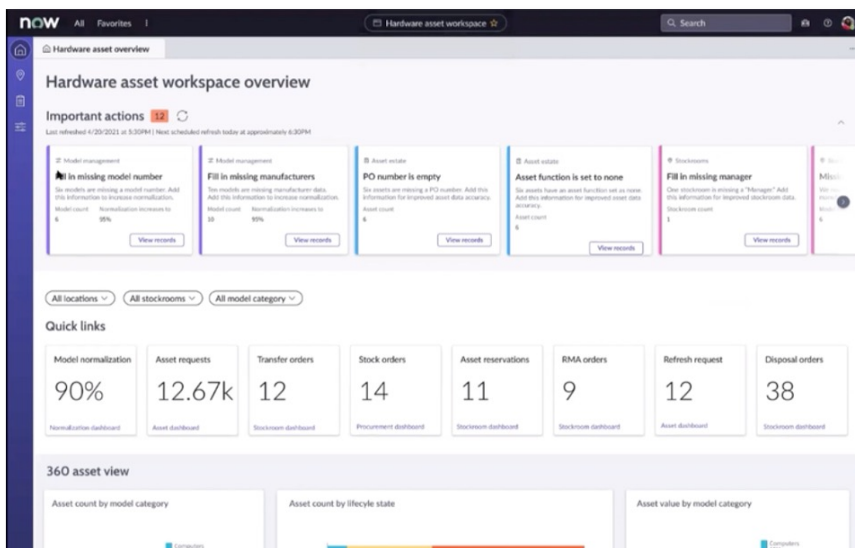 now All Favorites
Hardware asset workspace
Search
Hardware asset overview
Hardware asset workspace overview
Important actions 12
Last refreshed 4/20/2021 at 5:30PM | Next scheduled refresh today at approximately 6:30PM
Model management
Fill in missing model number
Six models are missing a model number. Add
this information to increase normalization.
Model count Normalization increases to
6 95%
View records
Model management
Fill in missing manufacturers
Ten models are missing manufacturer data.
Add this information to increase normalization.
Model count Normalization increases to
10 95%
View records
Asset estate
PO number is empty
Six assets are missing a PO number. Add this
information for improved asset data accuracy.
Asset count
6
View records
Asset estate
Asset function is set to none
Six assets have an asset function set as none.
Add this information for improved asset data
accuracy.
Asset count
6
View records
Stockrooms
Fill in missing manager
One stockroom is missing a "Manager." Add
this information for improved stockroom data.
Stockroom count
1
View records
6
All locations All stockrooms All model category
Quick links
Model normalization
90%
Normalization dashboard
Asset requests
12.67k
Asset dashboard
Transfer orders
12
Stockroom dashboard
Stock orders
14
Procurement dashboard
Asset reservations
11
Stockroom dashboard
RMA orders
9
Stockroom dashboard
Refresh request
12
Asset dashboard
Disposal orders
38
Stockroom dashboard
360 asset view
Asset count by model category
Computers
Asset count by lifecyle state
Asset value by model category
Computers